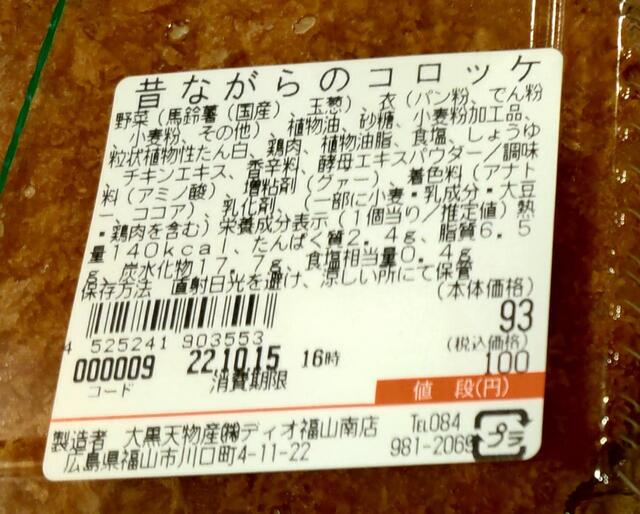 昔ながらのコロッケ
野菜（馬鈴薯（国産）、玉葱）、衣（パン粉、でん粉
、小麦粉、その他）、植物油、砂糖、小麦粉加工品、
粒状植物性たん白、鶏肉、植物油脂、食塩、しょうゆ
、チキンエキス、香辛料、酵母エキスパウダー／調味
料（アミノ酸）、増粘剤（グァー）、着色料（アナト
ー、ココア）、乳化剤、（一部に小麦・乳成分・大豆
・鶏肉を含む）栄養成分表示（１個当り／推定値）熱
量１４０ｋｃａｌ、たんぱく質２．４ｇ、脂質６．５
ｇ、炭水化物１７．７ｇ、食塩相当量０．４ｇ
保存方法　直射日光を避け、涼しい所にて保管
(本体価格)
93
4 525241 903553
(税込価格)
000009 22.10.15 16時
100
コード 消費期限
値　段(円)
製造者　大黒天物産㈱ディオ福山南店 TEL084
広島県福山市川口町4-11-22 981-2069
プラ